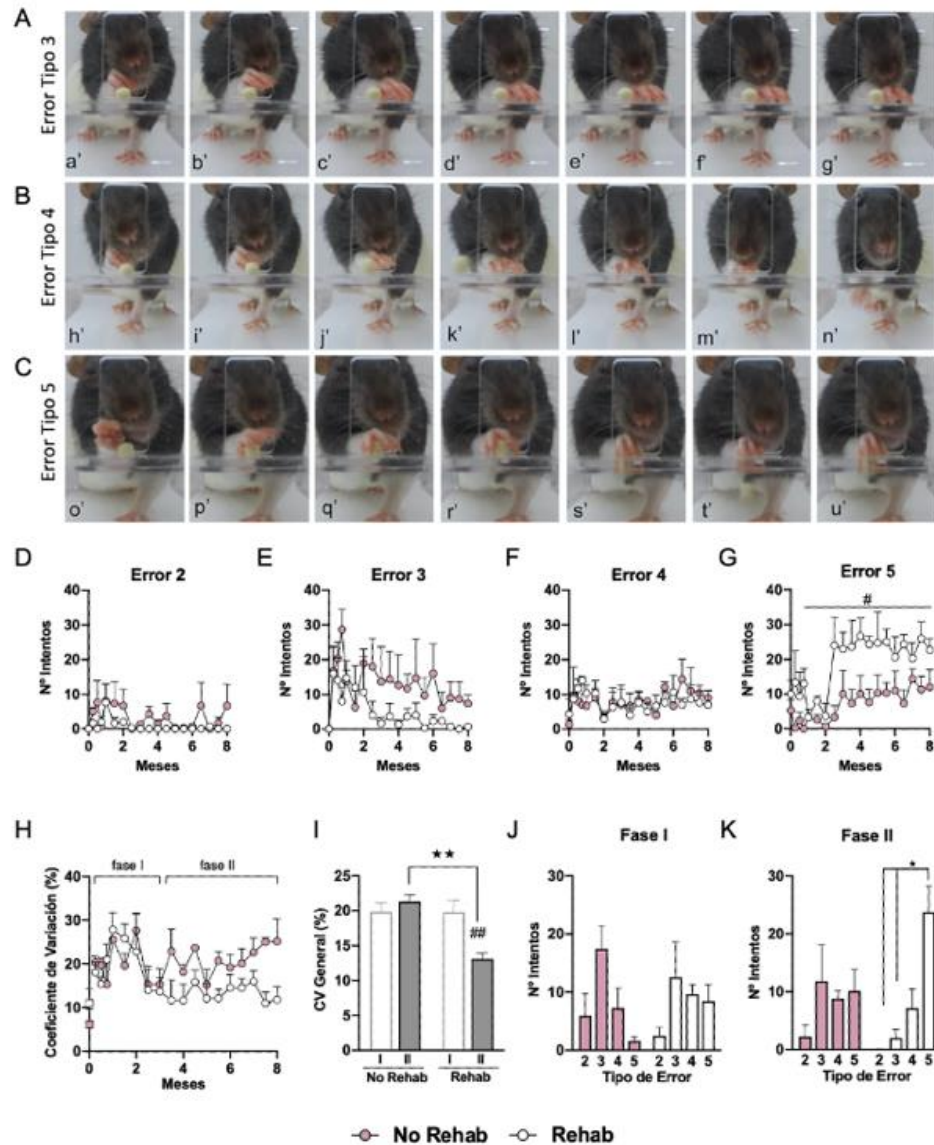 A
Error Tipo 3
a' b' c' d' e' f' g'
B
Error Tipo 4
h' i' j' k' l' m' n'
C
Error Tipo 5
o' p' q' r' s' t' u'
D E F G
Error 2 Error 3 Error 4 Error 5
#
Nº Intentos
40
30
20
10
0
0 2 4 6 8
Meses
Nº Intentos
40
30
20
10
0
0 2 4 6 8
Meses
Nº Intentos
40
30
20
10
0
0 2 4 6 8
Meses
Nº Intentos
40
30
20
10
0
0 2 4 6 8
Meses
H I J K
fase I fase II
Coeficiente de Variación (%)
40
30
20
10
0
0 2 4 6 8
Meses
★★
##
CV General (%)
25
20
15
10
5
0
I II I II
No Rehab Rehab
Fase I
Nº Intentos
40
30
20
10
0
2 3 4 5 2 3 4 5
Tipo de Error
Fase II
*
Nº Intentos
30
20
10
0
2 3 4 5 2 3 4 5
Tipo de Error
No Rehab Rehab